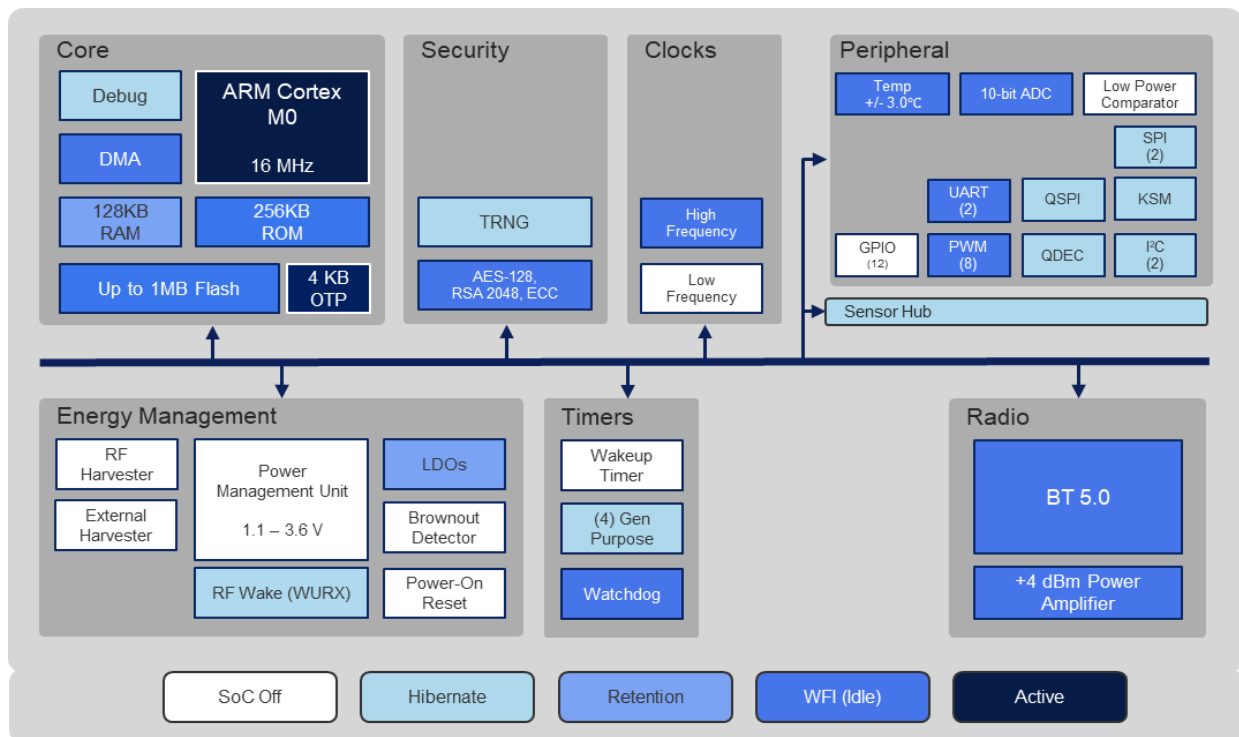 Core
Debug
ARM Cortex
M0
16 MHz
DMA
128KB
RAM
256KB
ROM
Up to 1MB Flash
4 KB
OTP
Security
TRNG
AES-128,
RSA 2048, ECC
Clocks
High
Frequency
Low
Frequency
Peripheral
Temp
+/- 3.0℃
10-bit ADC
Low Power
Comparator
SPI
(2)
UART
(2)
QSPI
KSM
GPIO
(12)
PWM
(8)
QDEC
I²C
(2)
Sensor Hub
Energy Management
RF
Harvester
External
Harvester
Power
Management Unit
1.1 – 3.6 V
RF Wake (WURX)
LDOs
Brownout
Detector
Power-On
Reset
Timers
Wakeup
Timer
(4) Gen
Purpose
Watchdog
Radio
BT 5.0
+4 dBm Power
Amplifier
SoC Off
Hibernate
Retention
WFI (Idle)
Active